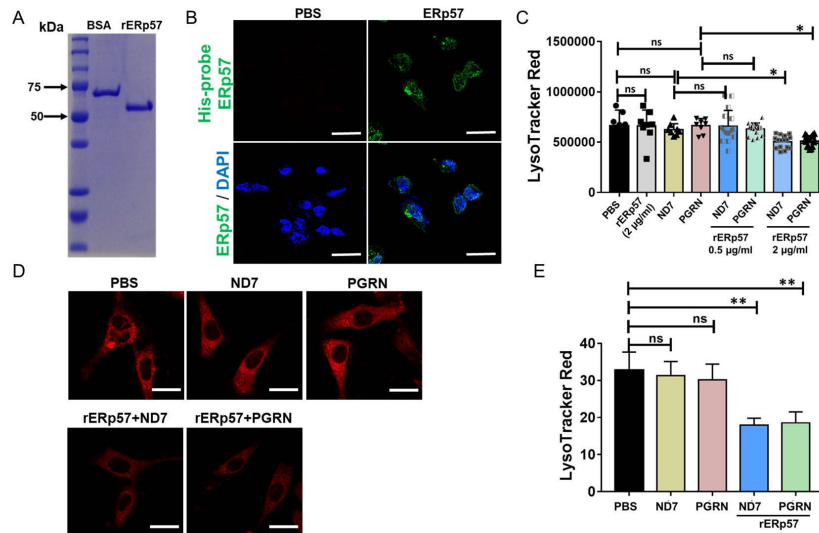 A
kDa
BSA rERp57
75
50
B
PBS
ERp57
His-probe
ERp57
ERp57 / DAPI
C
LysoTracker Red
1500000
1000000
500000
0
ns
ns
ns
ns
ns
ns
*
*
PBS
rERp57
(2 µg/ml)
ND7
PGRN
ND7
PGRN
ND7
PGRN
rERp57
0.5 µg/ml
rERp57
2 µg/ml
D
PBS
ND7
PGRN
rERp57+ND7
rERp57+PGRN
E
LysoTracker Red
40
30
20
10
0
**
**
ns
ns
PBS
ND7
PGRN
ND7
PGRN
rERp57